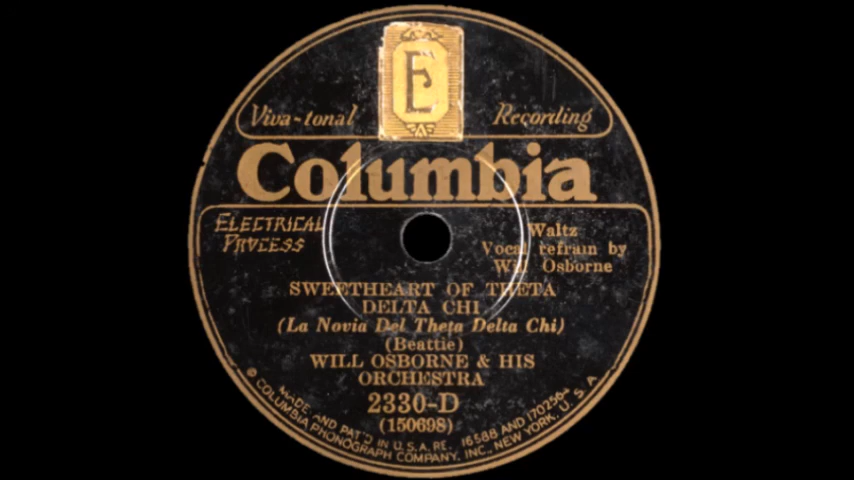 E
Viva-tonal Recording
Columbia
ELECTRICAL
PROCESS
Waltz
Vocal refrain by
Will Osborne
SWEETHEART OF THETA
DELTA CHI
(La Novia Del Theta Delta Chi)
(Beattie)
WILL OSBORNE & HIS
ORCHESTRA
2330-D
(150698)
MADE AND PAT'D IN U.S.A. RE. 16588 AND 1702564
© COLUMBIA PHONOGRAPH COMPANY, INC., NEW YORK, U.S.A